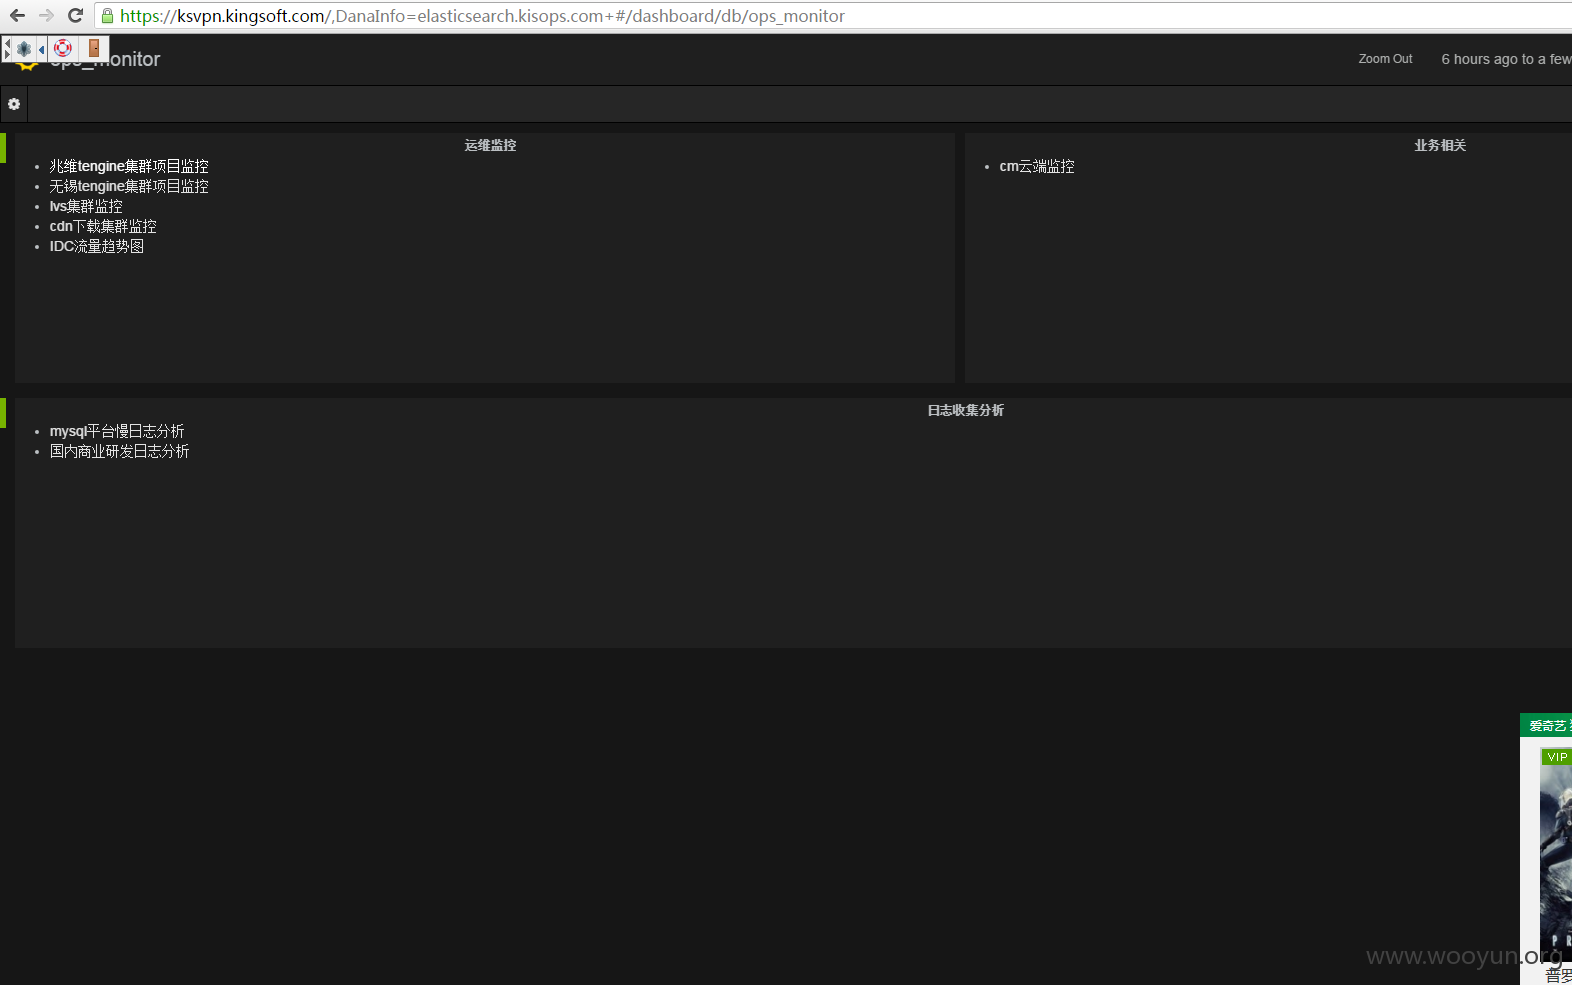 https://ksvpn.kingsoft.com/,DanaInfo=elasticsearch.kisops.com+#/dashboard/db/ops_monitor
ops_monitor
Zoom Out
6 hours ago to a few
运维监控
兆维tengine集群项目监控
无锡tengine集群项目监控
lvs集群监控
cdn下载集群监控
IDC流量趋势图
业务相关
cm云端监控
日志收集分析
mysql平台慢日志分析
国内商业研发日志分析
爱奇艺
VIP
P R
www.wooyun.org
普罗